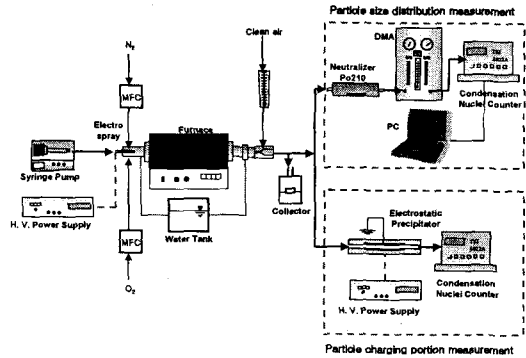 Particle size distribution measurement
Clean air
N₂
DMA
MFC
Neutralizer
Po210
Electro
spray
Furnace
Condensation
Nuclei Counter
PC
Syringe Pump
Collector
H. V. Power Supply
Water Tank
MFC
O₂
Electrostatic
Precipitator
Condensation
Nuclei Counter
H. V. Power Supply
Particle charging portion measurement